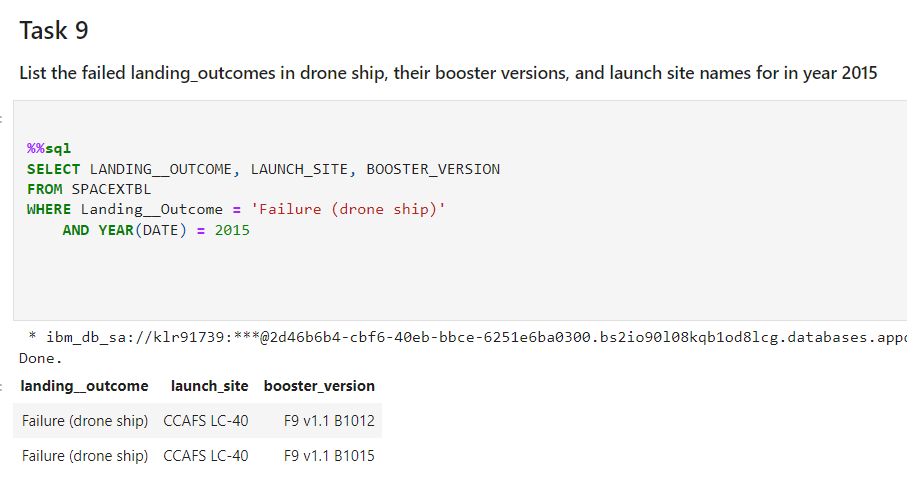 Task 9
List the failed landing_outcomes in drone ship, their booster versions, and launch site names for in year 2015
:
%%sql
SELECT LANDING__OUTCOME, LAUNCH_SITE, BOOSTER_VERSION
FROM SPACEXTBL
WHERE Landing__Outcome = 'Failure (drone ship)'
AND YEAR(DATE) = 2015
* ibm_db_sa://klr91739:***@2d46b6b4-cbf6-40eb-bbce-6251e6ba0300.bs2io90l08kqb1od8lcg.databases.appd
Done.
: landing__outcome launch_site booster_version
Failure (drone ship) CCAFS LC-40 F9 v1.1 B1012
Failure (drone ship) CCAFS LC-40 F9 v1.1 B1015